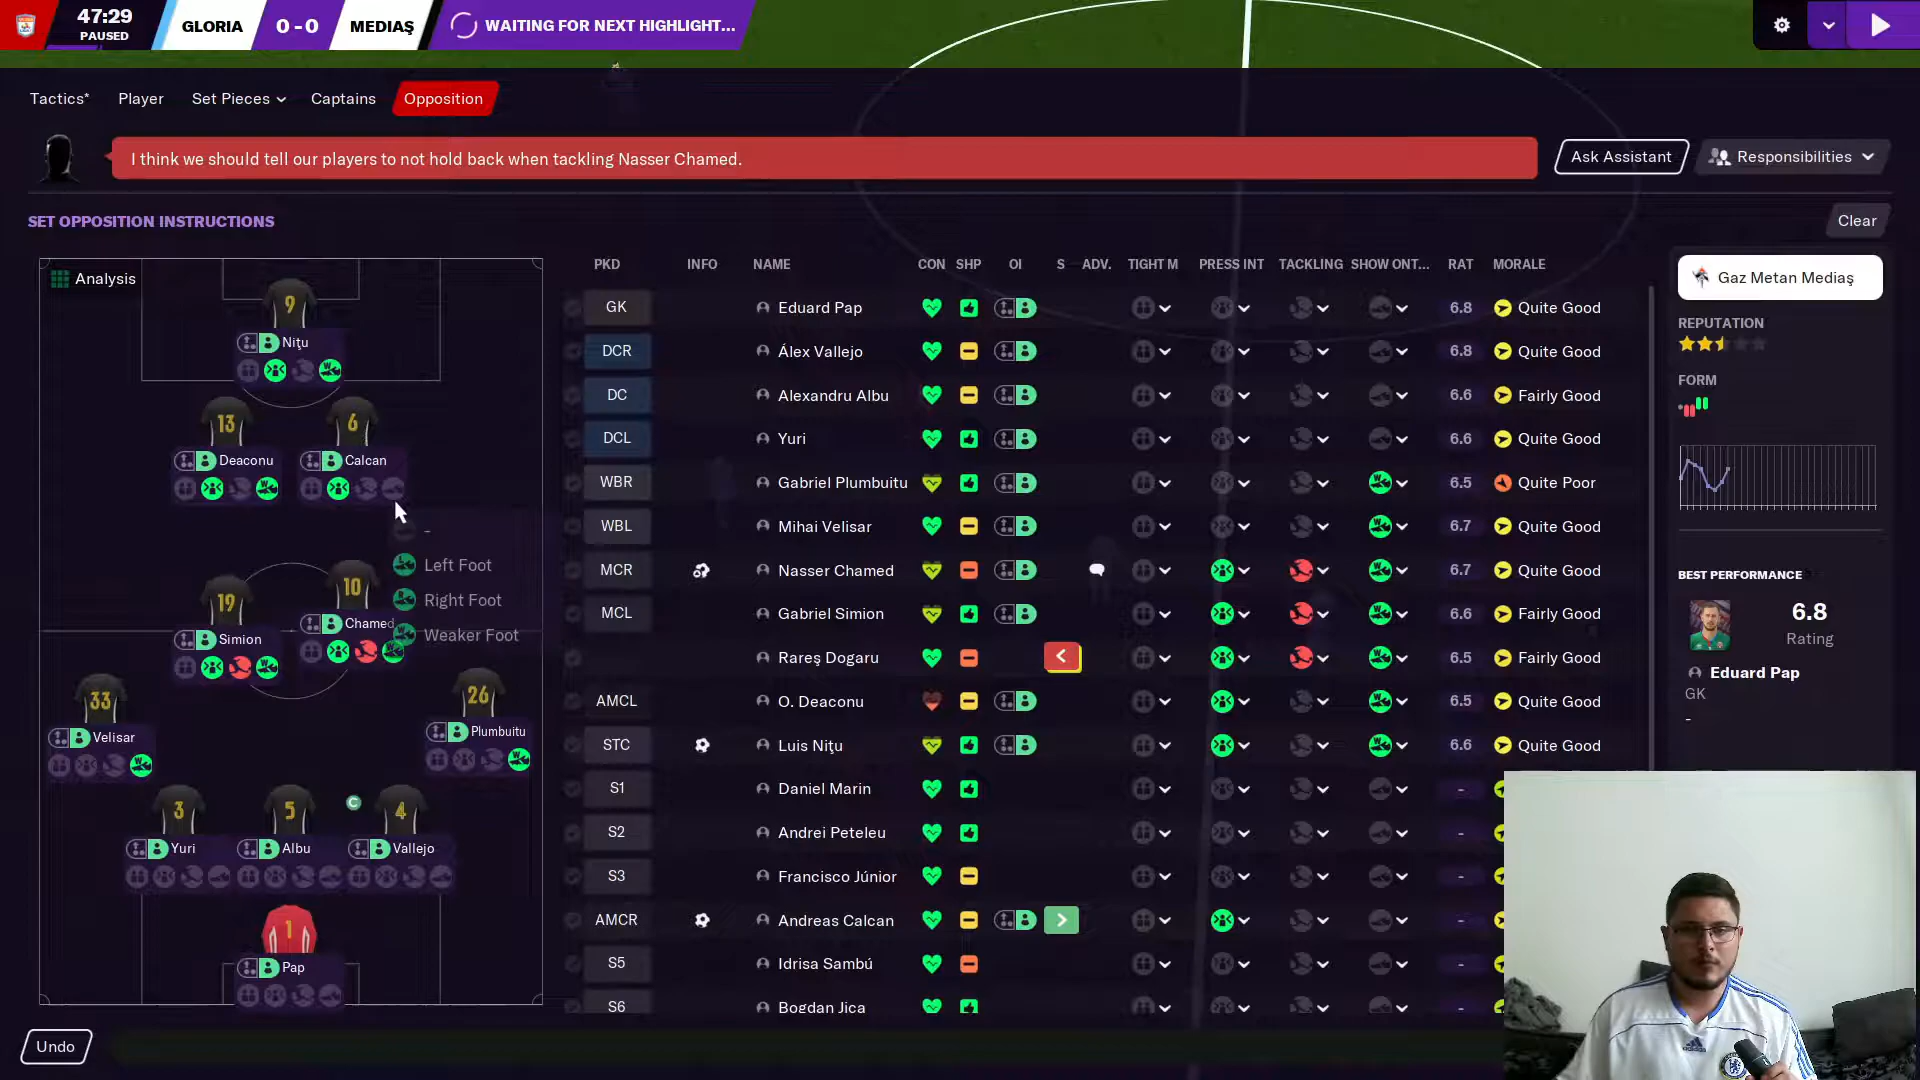 47:29
PAUSED
GLORIA
0 - 0
MEDIAŞ
WAITING FOR NEXT HIGHLIGHT...
Tactics*
Player
Set Pieces
Captains
Opposition
I think we should tell our players to not hold back when tackling Nasser Chamed.
Ask Assistant
Responsibilities
SET OPPOSITION INSTRUCTIONS
Clear
Analysis
9
Niţu
13
Deaconu
6
Calcan
-
Left Foot
Right Foot
Weaker Foot
19
Simion
10
Chamed
33
Velisar
26
Plumbuitu
3
Yuri
5
Albu
C
4
Vallejo
1
Pap
PKD INFO NAME CON SHP OI S ADV. TIGHT M PRESS INT TACKLING SHOW ONT... RAT MORALE
GK Eduard Pap 6.8 Quite Good
DCR Álex Vallejo 6.8 Quite Good
DC Alexandru Albu 6.6 Fairly Good
DCL Yuri 6.6 Quite Good
WBR Gabriel Plumbuitu 6.5 Quite Poor
WBL Mihai Velisar 6.7 Quite Good
MCR Nasser Chamed 6.7 Quite Good
MCL Gabriel Simion 6.6 Fairly Good
Rareş Dogaru 6.5 Fairly Good
AMCL O. Deaconu 6.5 Quite Good
STC Luis Niţu 6.6 Quite Good
S1 Daniel Marin -
S2 Andrei Peteleu -
S3 Francisco Júnior -
AMCR Andreas Calcan -
S5 Idrisa Sambú -
S6 Bogdan Jica -
Gaz Metan Mediaş
REPUTATION
FORM
BEST PERFORMANCE
6.8
Rating
Eduard Pap
GK
-
Undo
adidas